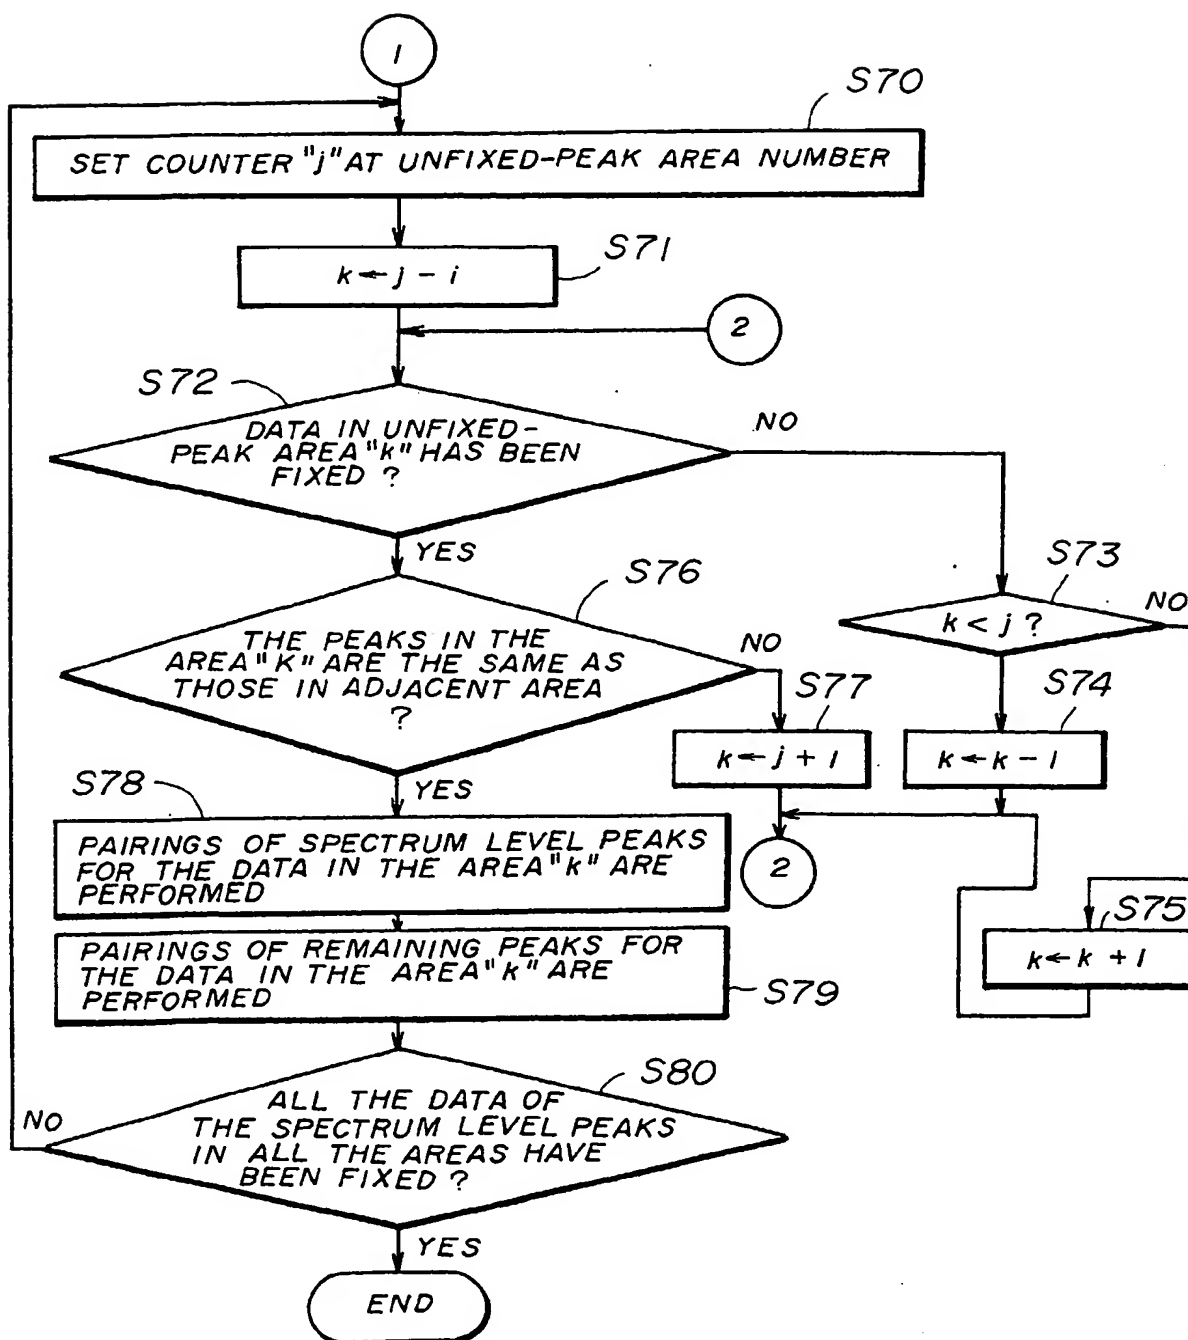 1
S70
SET COUNTER "j" AT UNFIXED-PEAK AREA NUMBER
S71
k ← j - i
2
S72
DATA IN UNFIXED-
PEAK AREA "k" HAS BEEN
FIXED ?
NO
YES
S76
THE PEAKS IN THE
AREA "K" ARE THE SAME AS
THOSE IN ADJACENT AREA
?
NO
YES
S73
k < j ?
NO
S77
k ← j + 1
S74
k ← k - 1
2
S75
k ← k + 1
S78
PAIRINGS OF SPECTRUM LEVEL PEAKS
FOR THE DATA IN THE AREA "k" ARE
PERFORMED
PAIRINGS OF REMAINING PEAKS FOR
THE DATA IN THE AREA "k" ARE
PERFORMED
S79
S80
ALL THE DATA OF
THE SPECTRUM LEVEL PEAKS
IN ALL THE AREAS HAVE
BEEN FIXED ?
NO
YES
END